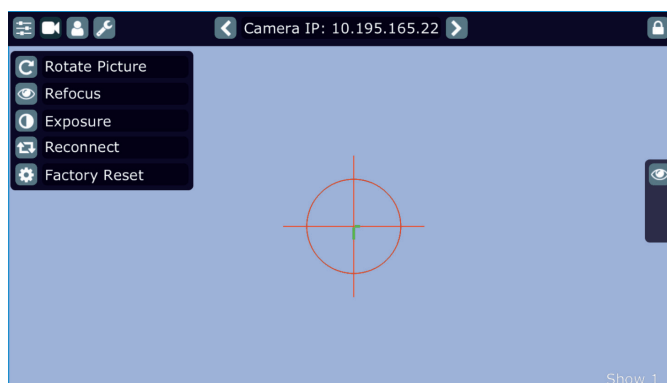 Camera IP: 10.195.165.22
Rotate Picture
Refocus
Exposure
Reconnect
Factory Reset
Show 1